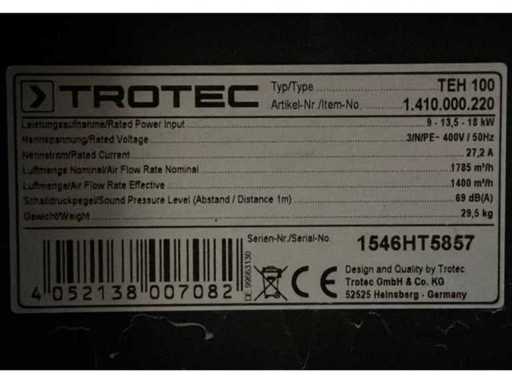 TROTEC
Typ/Type TEH 100
Artikel-Nr./Item-No. 1.410.000.220
Leistungsaufnahme/Rated Power Input 9 - 13,5 - 18 kW
Nennspannung/Rated Voltage 3/N/PE~ 400V / 50Hz
Nennstrom/Rated Current 27,2 A
Luftmenge Nominal/Air Flow Rate Nominal 1785 m³/h
Luftmenge/Air Flow Rate Effective 1400 m³/h
Schalldruckpegel/Sound Pressure Level (Abstand / Distance 1m) 69 dB(A)
Gewicht/Weight 29,5 kg
Serien-Nr./Serial-No. 1546HT5857
4 052138 007082
DE 99663130
CE
Design and Quality by Trotec
Trotec GmbH & Co. KG
52525 Heinsberg - Germany